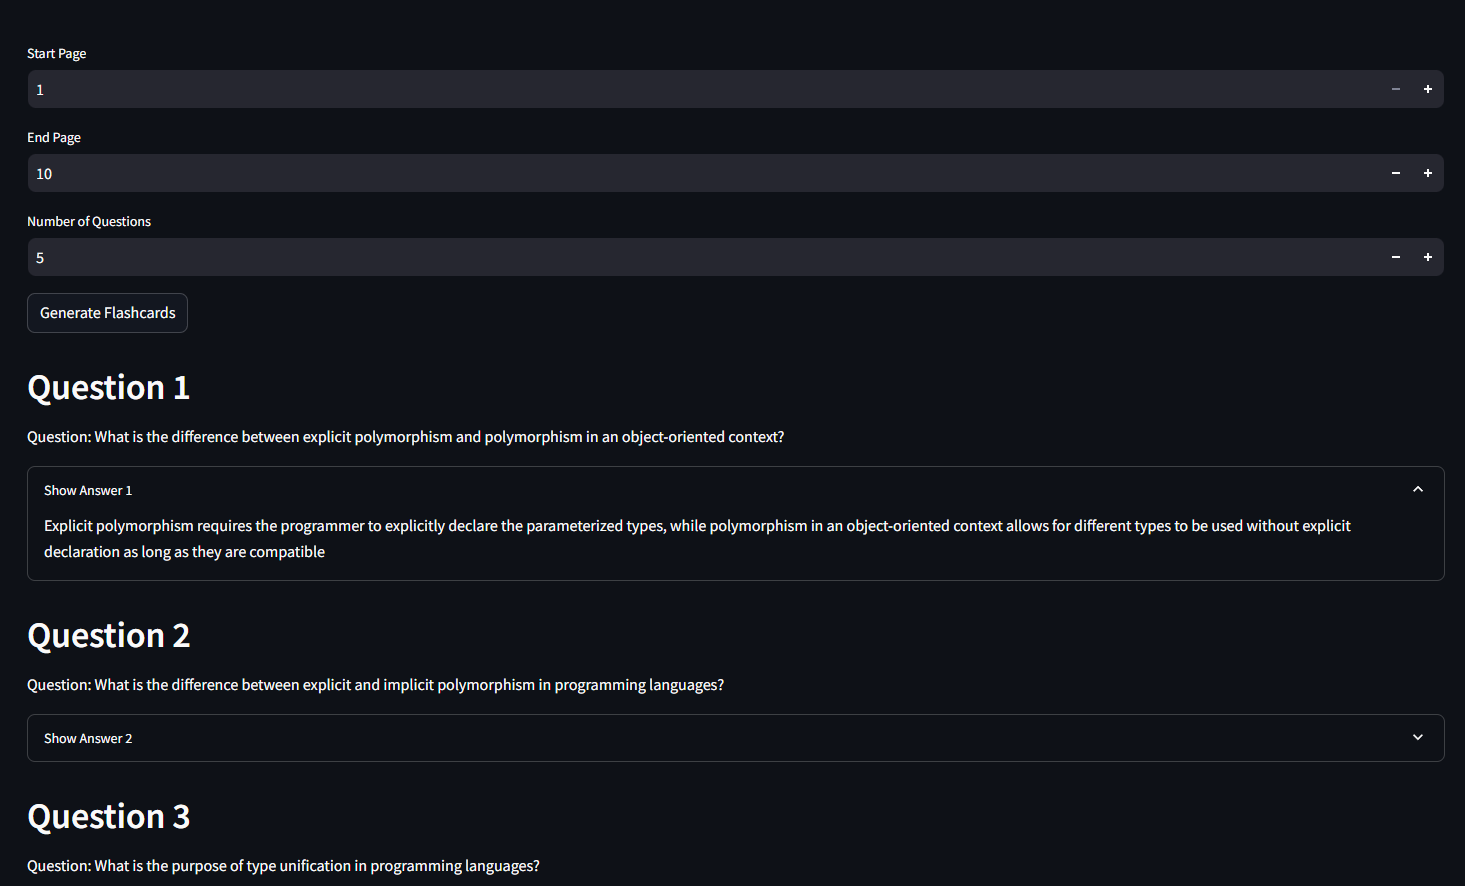 Start Page
1
End Page
10
Number of Questions
5
Generate Flashcards
Question 1
Question: What is the difference between explicit polymorphism and polymorphism in an object-oriented context?
Show Answer 1
Explicit polymorphism requires the programmer to explicitly declare the parameterized types, while polymorphism in an object-oriented context allows for different types to be used without explicit
declaration as long as they are compatible
Question 2
Question: What is the difference between explicit and implicit polymorphism in programming languages?
Show Answer 2
Question 3
Question: What is the purpose of type unification in programming languages?